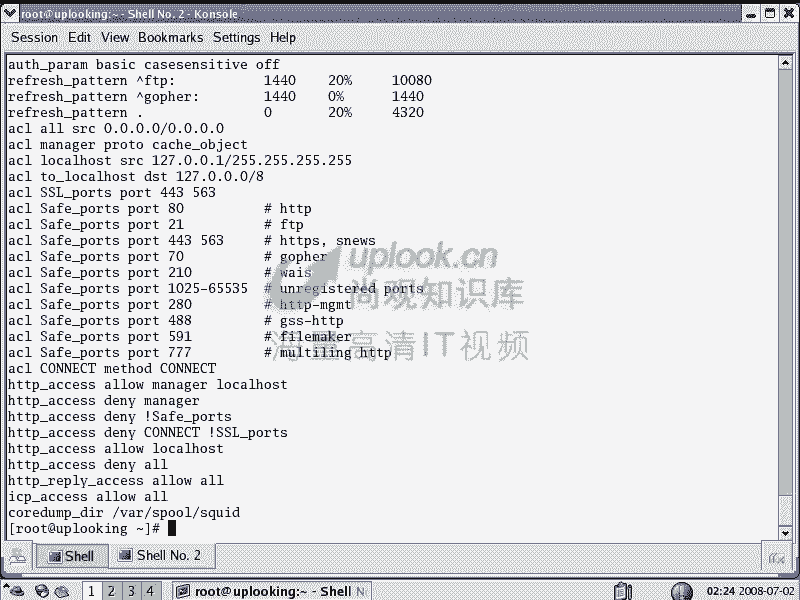 root@uplooking:~ - Shell No. 2 - Konsole
Session Edit View Bookmarks Settings Help
auth_param basic casesensitive off
refresh_pattern ^ftp: 1440 20% 10080
refresh_pattern ^gopher: 1440 0% 1440
refresh_pattern . 0 20% 4320
acl all src 0.0.0.0/0.0.0.0
acl manager proto cache_object
acl localhost src 127.0.0.1/255.255.255.255
acl to_localhost dst 127.0.0.0/8
acl SSL_ports port 443 563
acl Safe_ports port 80 # http
acl Safe_ports port 21 # ftp
acl Safe_ports port 443 563 # https, snews
acl Safe_ports port 70 # gopher
acl Safe_ports port 210 # wais
acl Safe_ports port 1025-65535 # unregistered ports
acl Safe_ports port 280 # http-mgmt
acl Safe_ports port 488 # gss-http
acl Safe_ports port 591 # filemaker
acl Safe_ports port 777 # multiling http
acl CONNECT method CONNECT
http_access allow manager localhost
http_access deny manager
http_access deny !Safe_ports
http_access deny CONNECT !SSL_ports
http_access allow localhost
http_access deny all
http_reply_access allow all
icp_access allow all
coredump_dir /var/spool/squid
[root@uplooking ~]#
uplook.cn
尚观知识库
海量高清IT视频
Shell Shell No. 2
1 2 3 4 root@uplooking:~ - Shell N 02:24 2008-07-02